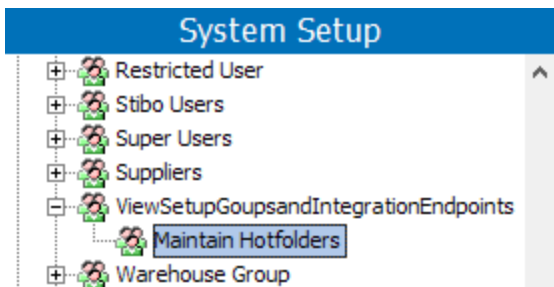 System Setup
Restricted User
Stibo Users
Super Users
Suppliers
ViewSetupGoupsandIntegrationEndpoints
Maintain Hotfolders
Warehouse Group